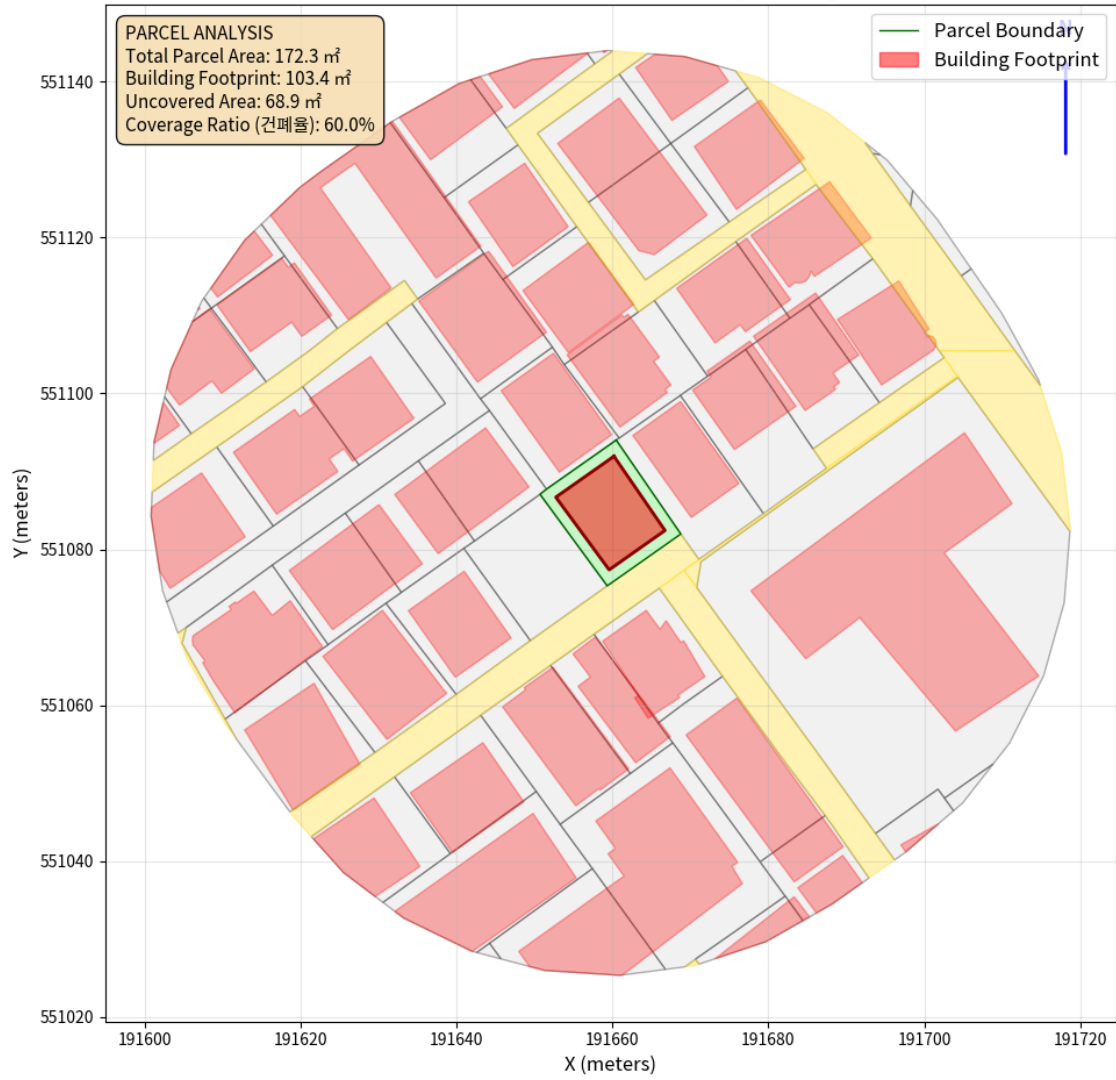 PARCEL ANALYSIS
Total Parcel Area: 172.3 ㎡
Building Footprint: 103.4 ㎡
Uncovered Area: 68.9 ㎡
Coverage Ratio (건폐율): 60.0%
N
Parcel Boundary
Building Footprint
551140
551120
551100
551080
551060
551040
551020
Y (meters)
191600 191620 191640 191660 191680 191700 191720
X (meters)